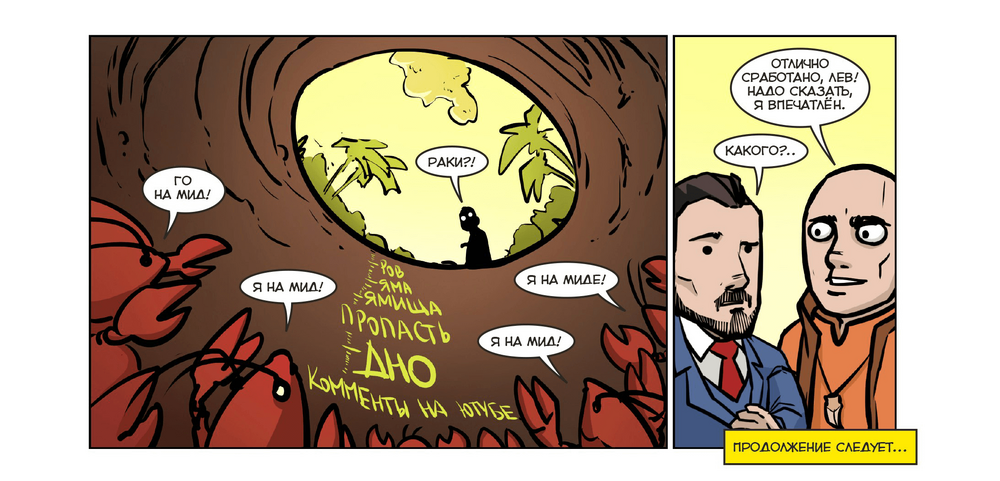 ГО
НА МИД!
РАКИ?!
РОВ
ЯМА
ЯМИЩА
ПРОПАСТЬ
ДНО
КОММЕНТЫ НА ЮТУБЕ
Я НА МИД!
Я НА МИДЕ!
Я НА МИД!
ОТЛИЧНО
СРАБОТАНО, ЛЕВ!
НАДО СКАЗАТЬ,
Я ВПЕЧАТЛЁН.
КАКОГО?..
ПРОДОЛЖЕНИЕ СЛЕДУЕТ...